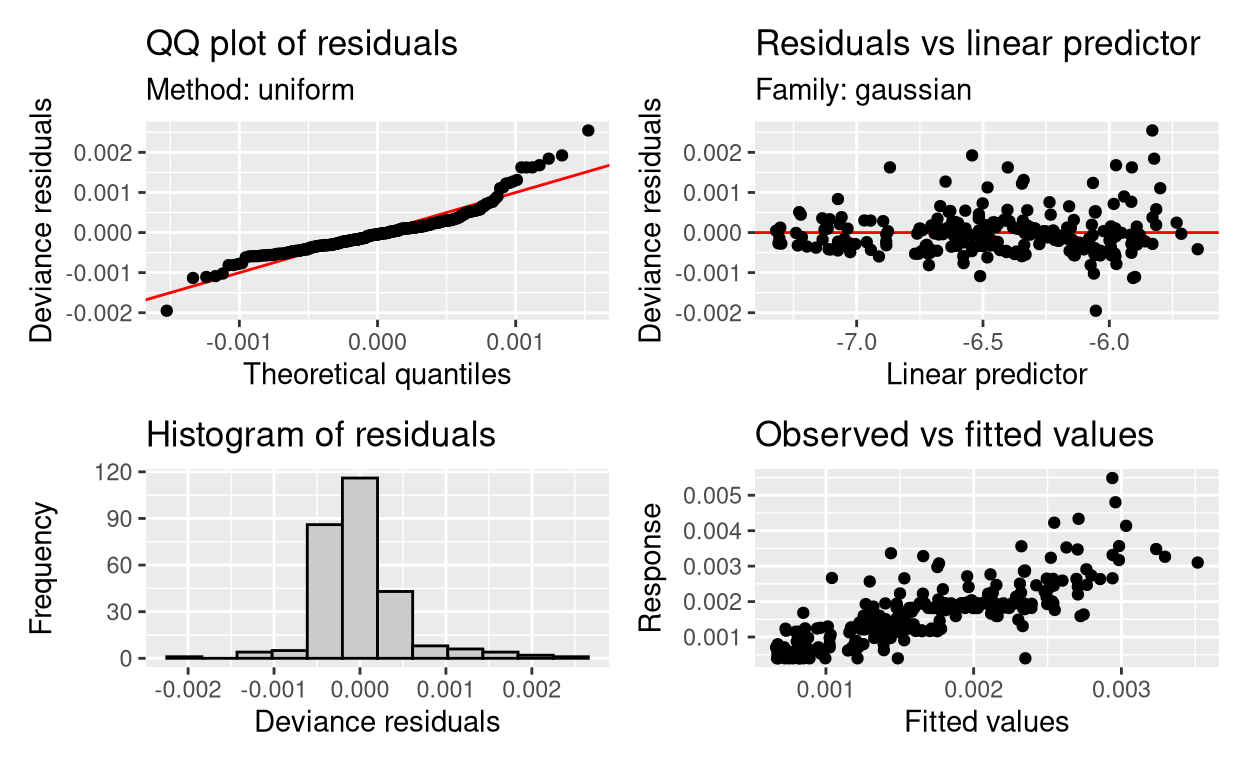 QQ plot of residuals
Method: uniform
Deviance residuals
0.002
0.001
0.000
-0.001
-0.002
-0.001
0.000
0.001
Theoretical quantiles
Residuals vs linear predictor
Family: gaussian
Deviance residuals
0.002
0.001
0.000
-0.001
-0.002
-7.0
-6.5
-6.0
Linear predictor
Histogram of residuals
Frequency
120
90
60
30
0
-0.002
-0.001
0.000
0.001
0.002
Deviance residuals
Observed vs fitted values
Response
0.005
0.004
0.003
0.002
0.001
0.001
0.002
0.003
Fitted values